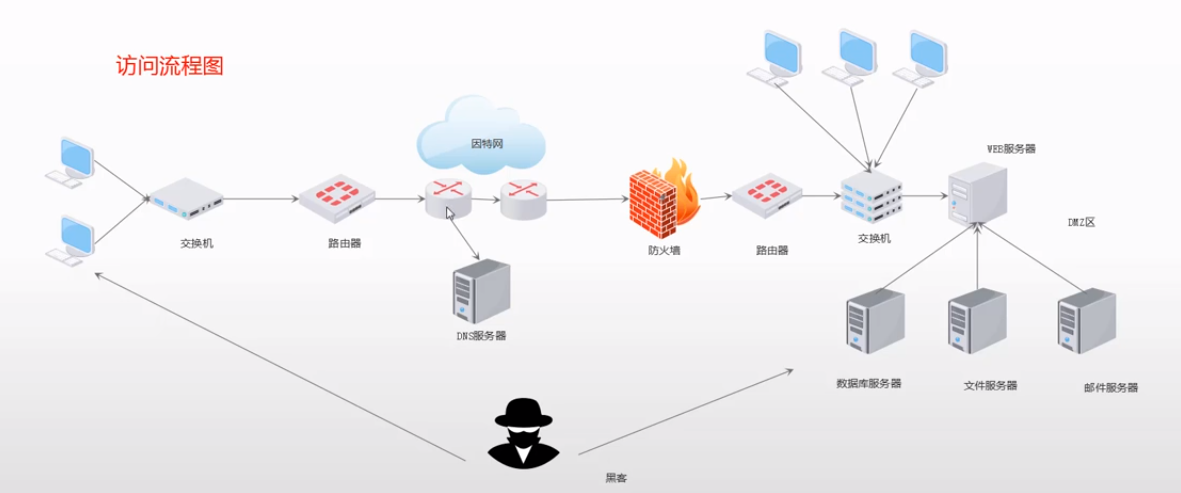 访问流程图
因特网
WEB服务器
DMZ区
交换机
路由器
防火墙
路由器
交换机
DNS服务器
数据库服务器
文件服务器
邮件服务器
黑客